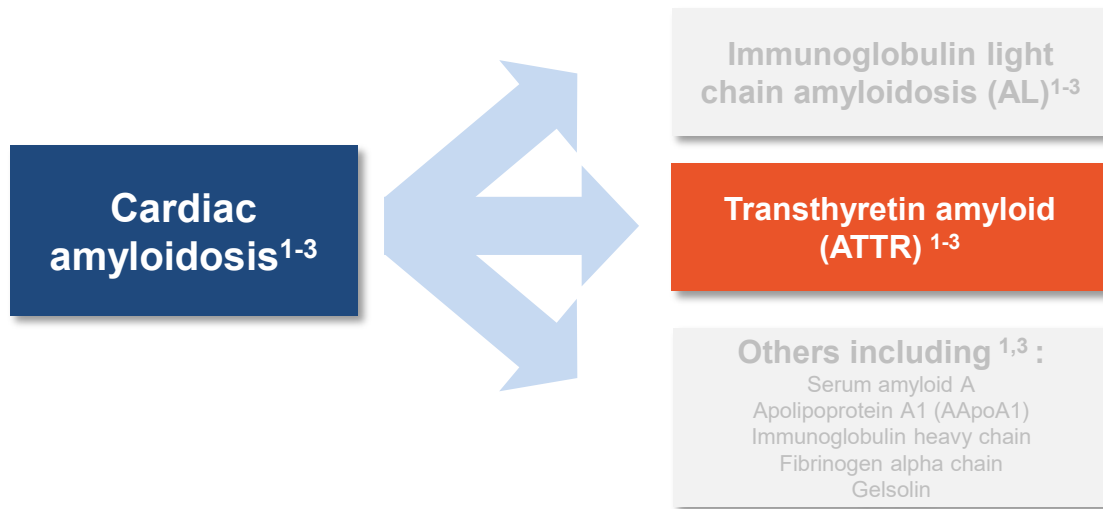 Cardiac
amyloidosis1-3
Immunoglobulin light
chain amyloidosis (AL)1-3
Transthyretin amyloid
(ATTR) 1-3
Others including 1,3 :
Serum amyloid A
Apolipoprotein A1 (AApoA1)
Immunoglobulin heavy chain
Fibrinogen alpha chain
Gelsolin